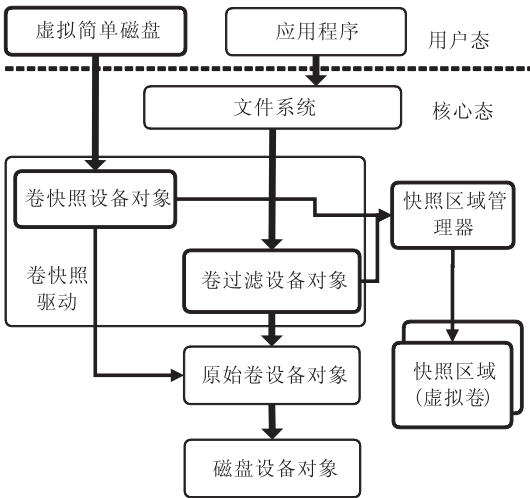 虚拟简单磁盘
应用程序
用户态
文件系统
核心态
卷快照设备对象
快照区域管
理器
卷过滤设备对象
卷快照
驱动
原始卷设备对象
快照区域
(虚拟卷)
磁盘设备对象